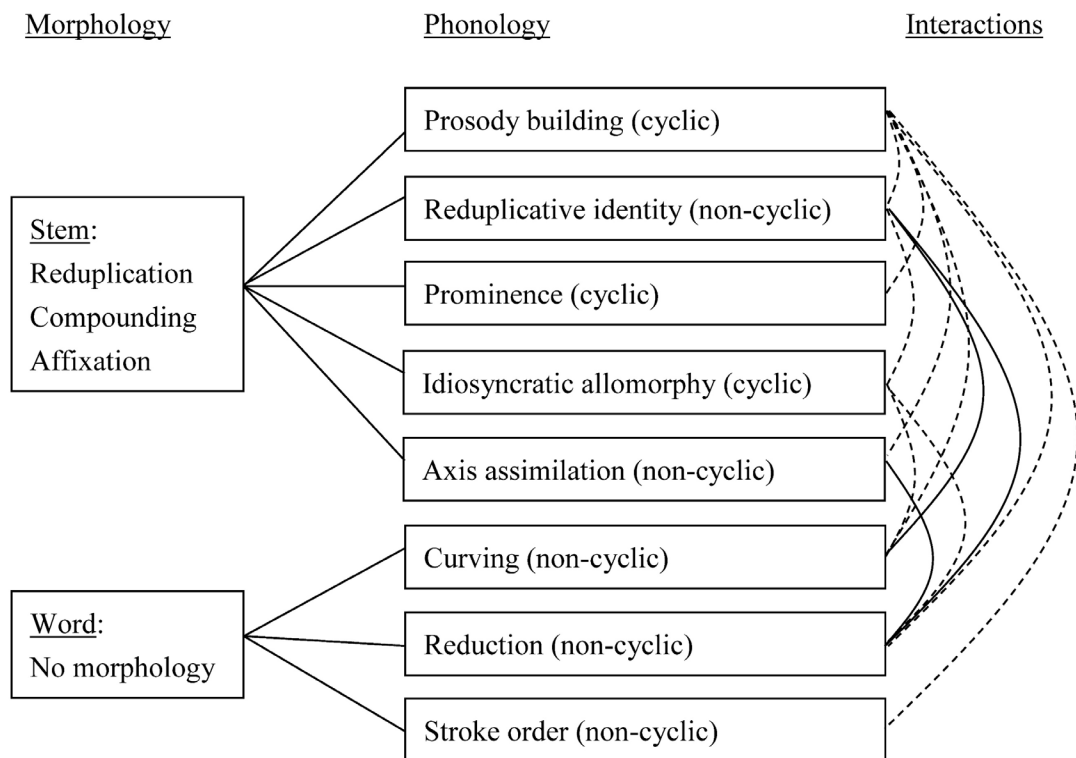 Morphology
Phonology
Interactions
Prosody building (cyclic)
Reduplicative identity (non-cyclic)
Stem:
Reduplication
Compounding
Affixation
Prominence (cyclic)
Idiosyncratic allomorphy (cyclic)
Axis assimilation (non-cyclic)
Curving (non-cyclic)
Word:
No morphology
Reduction (non-cyclic)
Stroke order (non-cyclic)